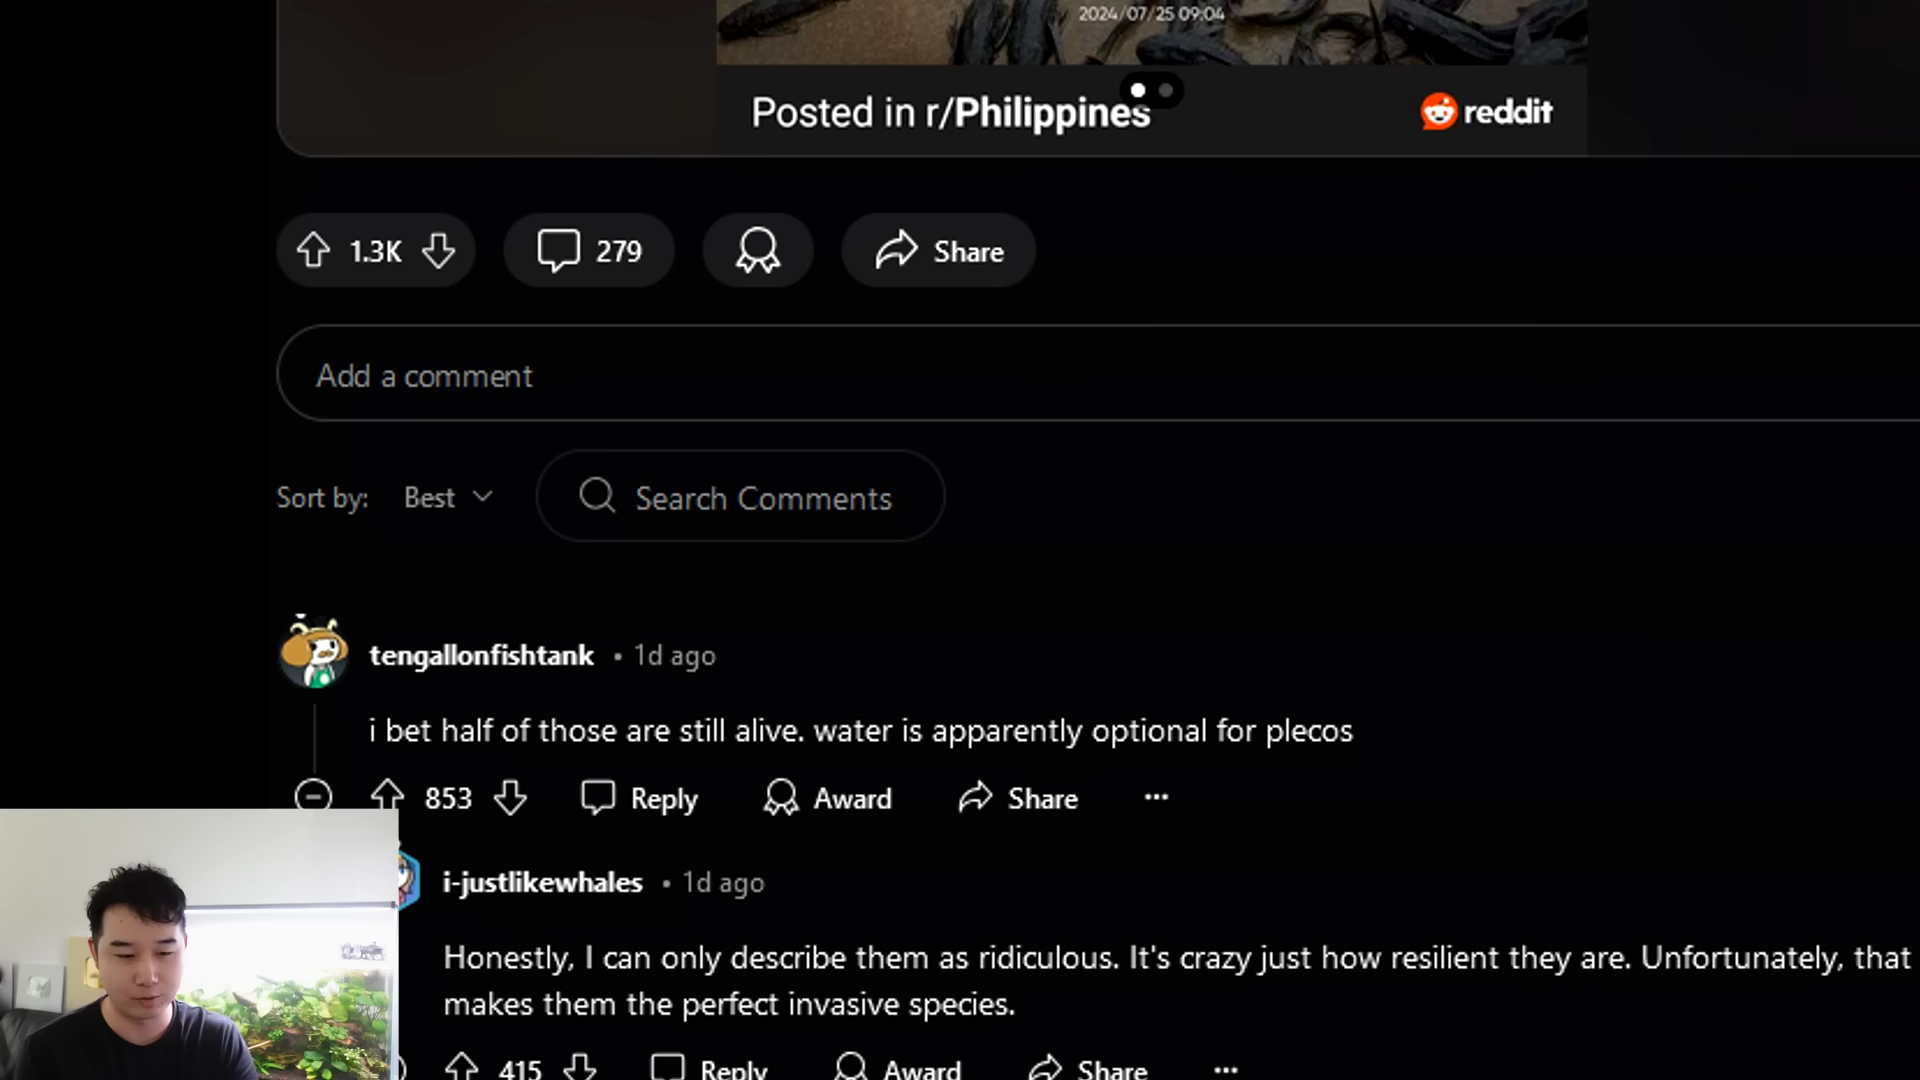 2024/07/25 09:04
Posted in r/Philippines
reddit
1.3K
279
Share
Add a comment
Sort by: Best
Search Comments
tengallonfishtank • 1d ago
i bet half of those are still alive. water is apparently optional for plecos
853 Reply Award Share ...
i-justlikewhales • 1d ago
Honestly, I can only describe them as ridiculous. It's crazy just how resilient they are. Unfortunately, that
makes them the perfect invasive species.
415 Reply Award Share ...